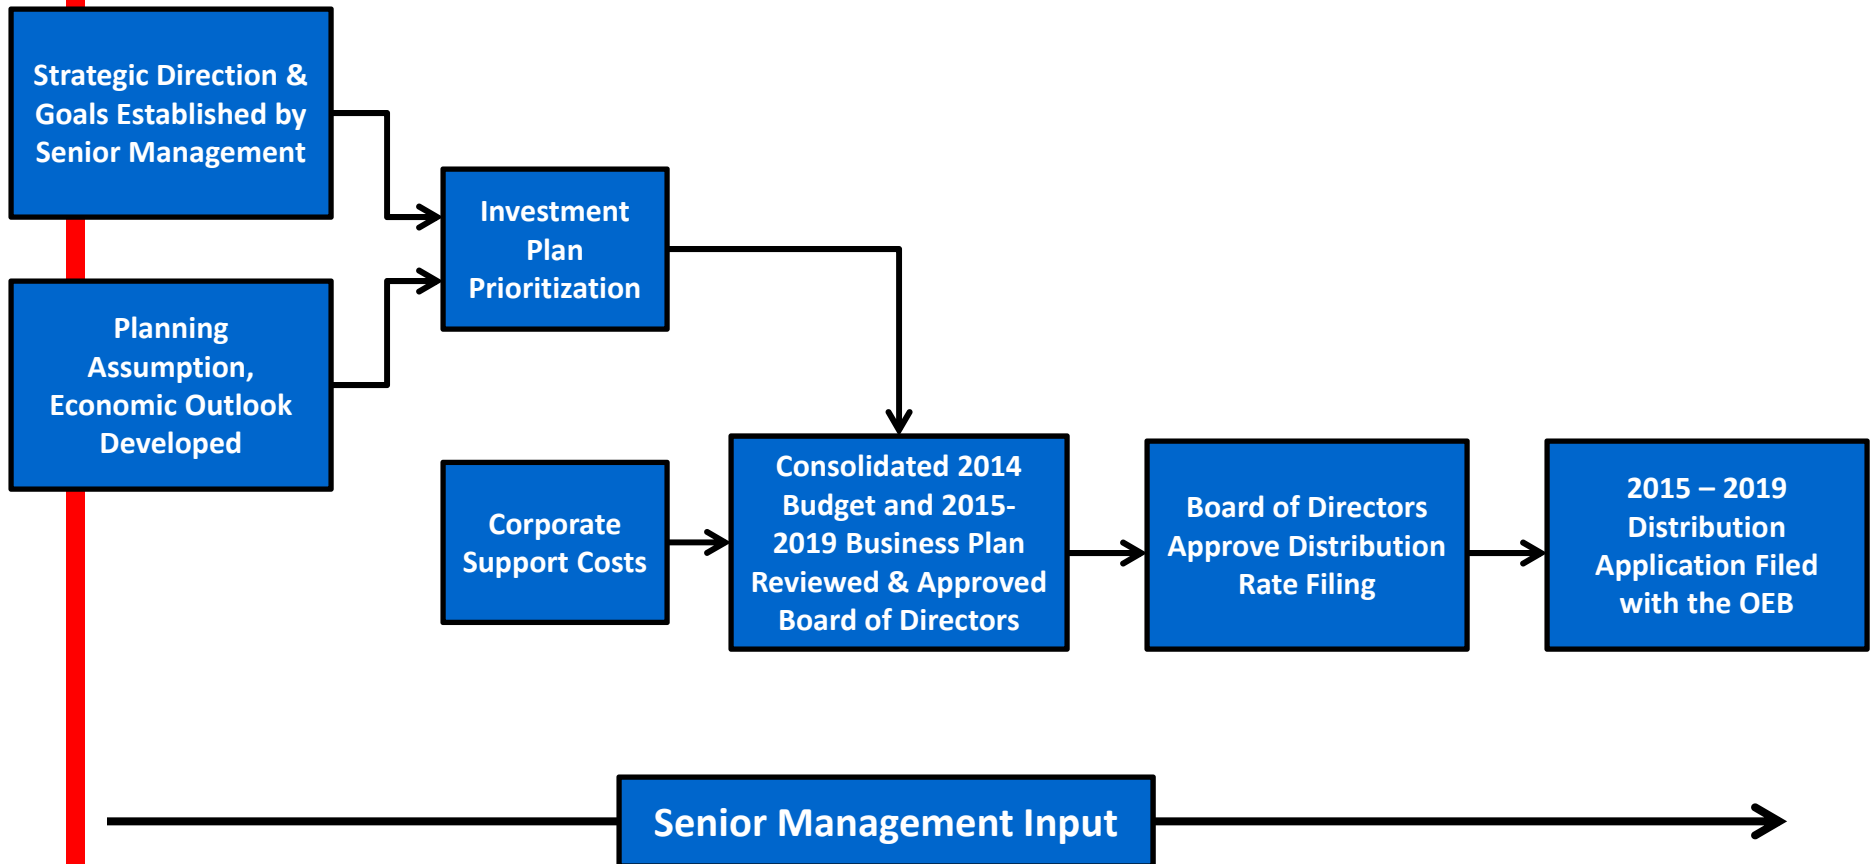 Strategic Direction &
Goals Established by
Senior Management
Planning
Assumption,
Economic Outlook
Developed
Investment
Plan
Prioritization
Corporate
Support Costs
Consolidated 2014
Budget and 2015-
2019 Business Plan
Reviewed & Approved
Board of Directors
Board of Directors
Approve Distribution
Rate Filing
2015 – 2019
Distribution
Application Filed
with the OEB
Senior Management Input